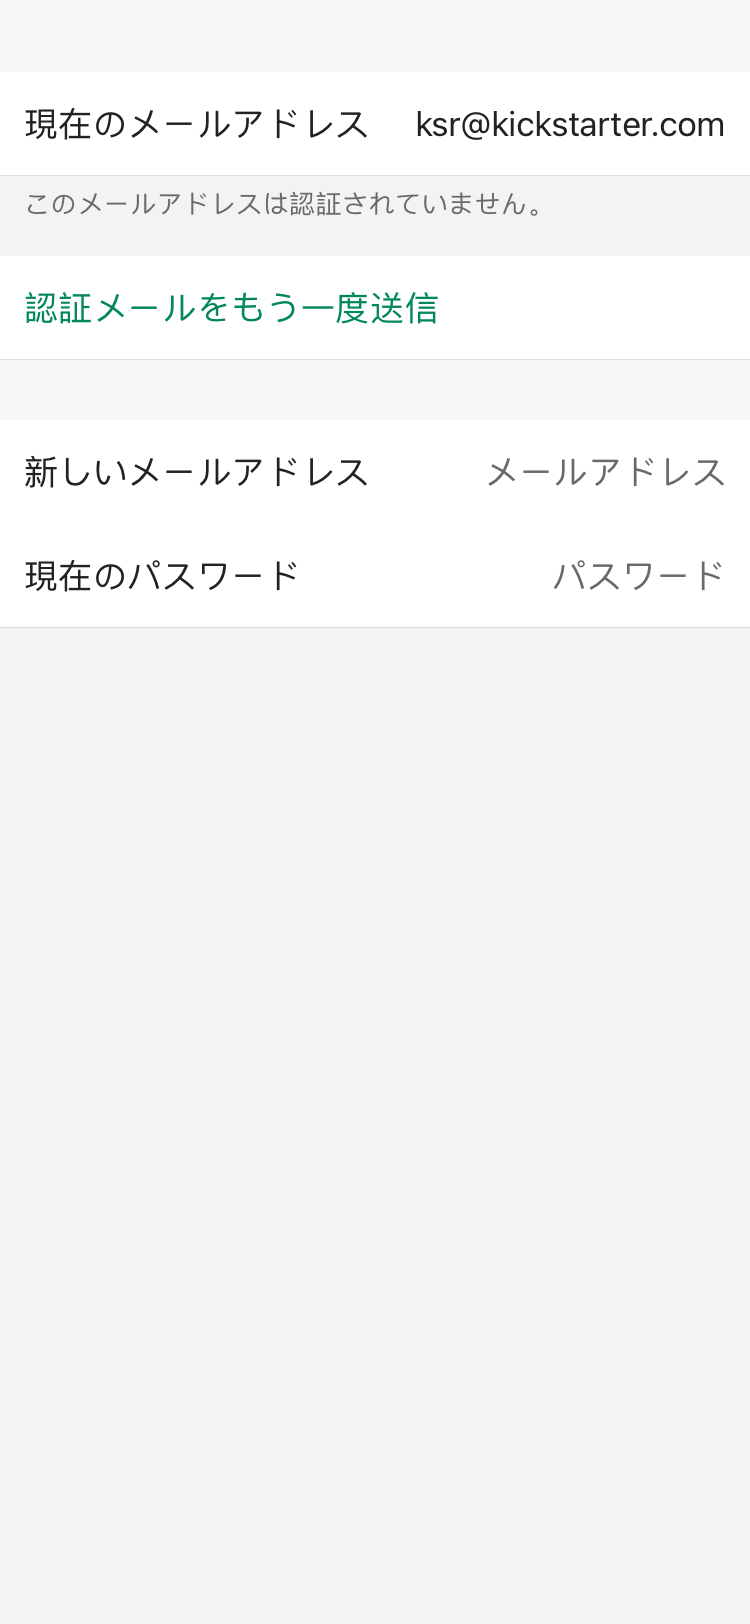 現在のメールアドレス ksr@kickstarter.com
このメールアドレスは認証されていません。
認証メールをもう一度送信
新しいメールアドレス メールアドレス
現在のパスワード パスワード